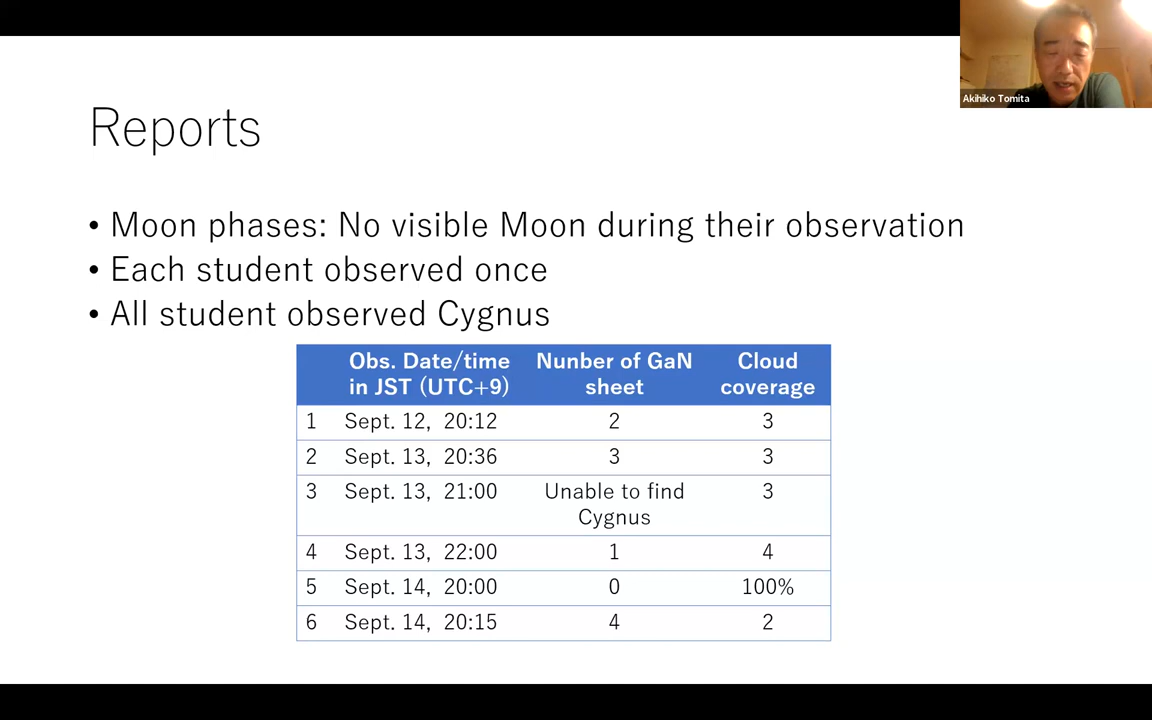 Akihiko Tomita
Reports
• Moon phases: No visible Moon during their observation
• Each student observed once
• All student observed Cygnus
Obs. Date/time in JST (UTC+9) Nunber of GaN sheet Cloud coverage
1 Sept. 12, 20:12 2 3
2 Sept. 13, 20:36 3 3
3 Sept. 13, 21:00 Unable to find Cygnus 3
4 Sept. 13, 22:00 1 4
5 Sept. 14, 20:00 0 100%
6 Sept. 14, 20:15 4 2